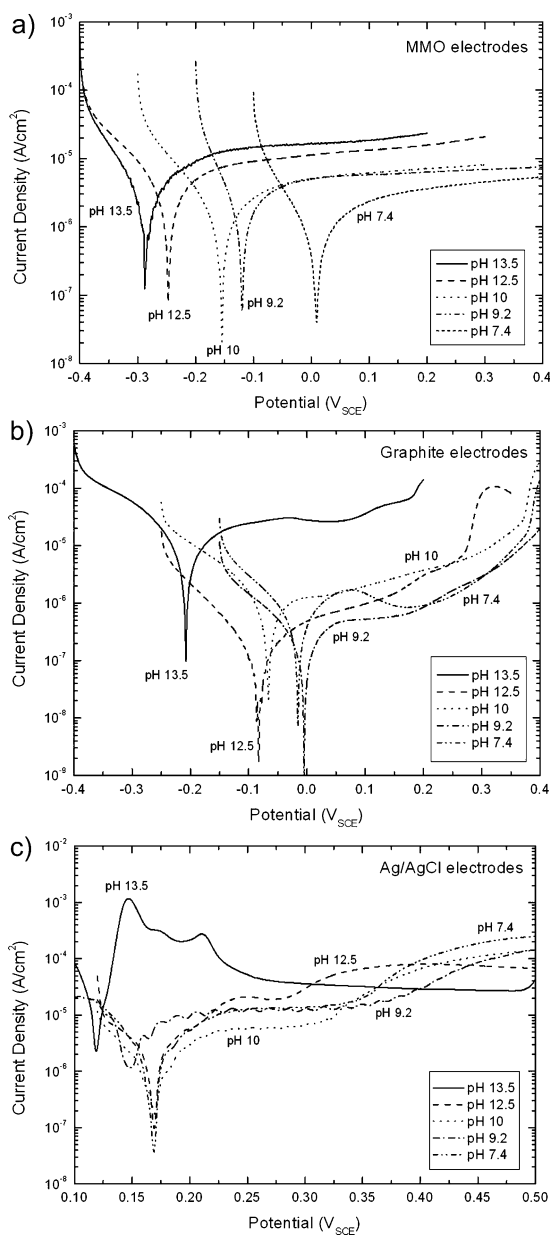 a)
MMO electrodes
Current Density (A/cm²)
10⁻³
10⁻⁴
10⁻⁵
10⁻⁶
10⁻⁷
10⁻⁸
pH 13.5
pH 12.5
pH 10
pH 9.2
pH 7.4
pH 13.5
pH 12.5
pH 10
pH 9.2
pH 7.4
-0.4 -0.3 -0.2 -0.1 0.0 0.1 0.2 0.3 0.4
Potential (V_SCE)
b)
Graphite electrodes
Current Density (A/cm²)
10⁻³
10⁻⁴
10⁻⁵
10⁻⁶
10⁻⁷
10⁻⁸
10⁻⁹
pH 13.5
pH 12.5
pH 9.2
pH 10
pH 7.4
pH 13.5
pH 12.5
pH 10
pH 9.2
pH 7.4
-0.4 -0.3 -0.2 -0.1 0.0 0.1 0.2 0.3 0.4
Potential (V_SCE)
c)
Ag/AgCl electrodes
Current Density (A/cm²)
10⁻²
10⁻³
10⁻⁴
10⁻⁵
10⁻⁶
10⁻⁷
10⁻⁸
pH 13.5
pH 7.4
pH 12.5
pH 9.2
pH 10
pH 13.5
pH 12.5
pH 10
pH 9.2
pH 7.4
0.10 0.15 0.20 0.25 0.30 0.35 0.40 0.45 0.50
Potential (V_SCE)